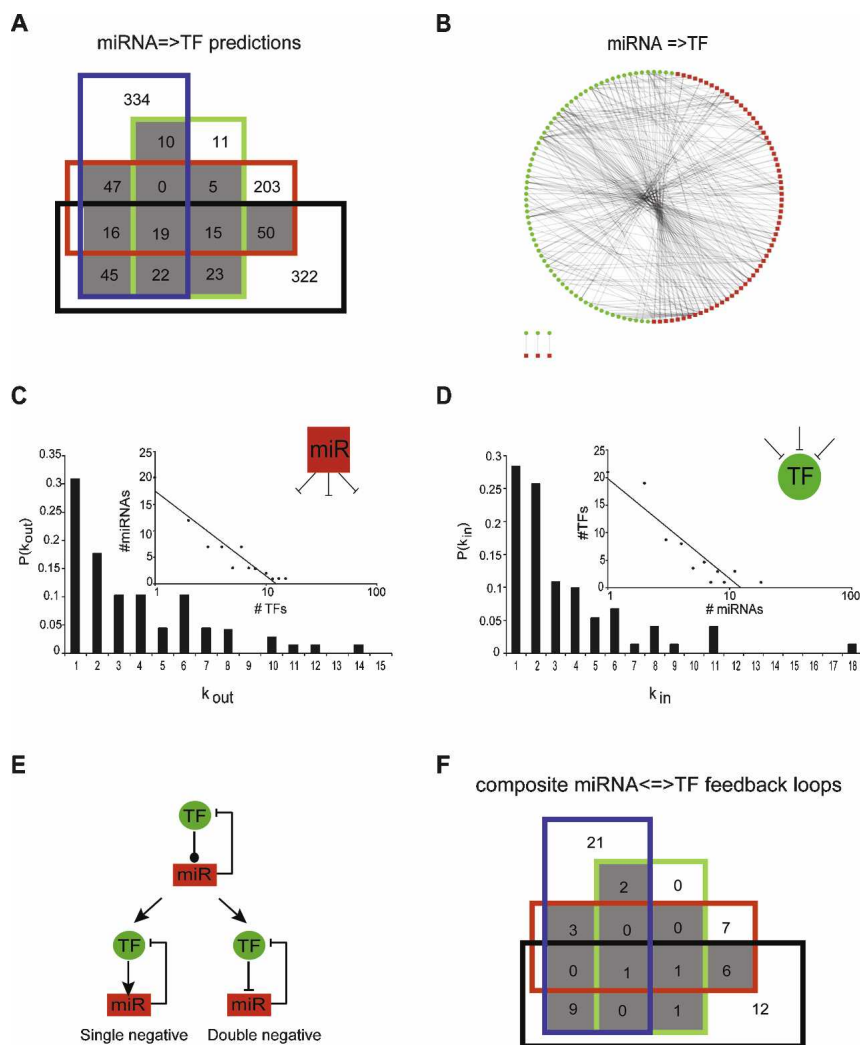 A
miRNA=>TF predictions
334
10 11
47 0 5 203
16 19 15 50
45 22 23 322
B
miRNA =>TF
C
0.35
0.3
0.25
0.2
0.15
0.1
0.05
0
P(kout)
1 2 3 4 5 6 7 8 9 10 11 12 13 14 15
k out
25
20
15
10
5
0
#miRNAs
1 10 100
# TFs
miR
D
0.3
0.25
0.2
0.15
0.1
0.05
0
P(kin)
1 2 3 4 5 6 7 8 9 10 11 12 13 14 15 16 17 18
k in
25
20
15
10
5
0
#TFs
1 10 100
# miRNAs
TF
E
TF
miR
TF TF
miR miR
Single negative Double negative
F
composite miRNA<=>TF feedback loops
21
2 0
3 0 0 7
0 1 1 6
9 0 1 12